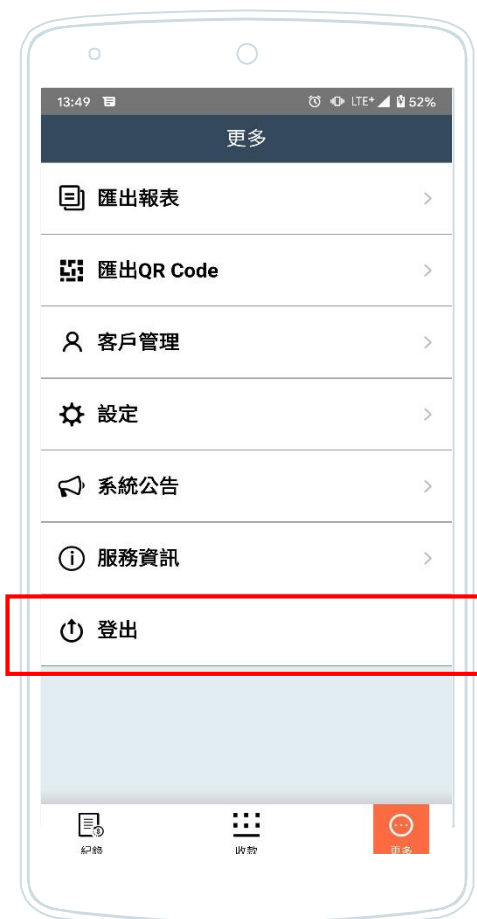 13:49 LTE+ 52%
更多
匯出報表
匯出QR Code
客戶管理
設定
系統公告
服務資訊
登出
紀錄 收款 更多